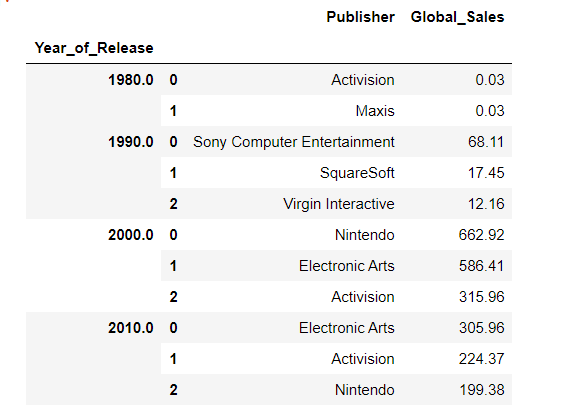 Publisher Global_Sales
Year_of_Release
1980.0 0 Activision 0.03
1 Maxis 0.03
1990.0 0 Sony Computer Entertainment 68.11
1 SquareSoft 17.45
2 Virgin Interactive 12.16
2000.0 0 Nintendo 662.92
1 Electronic Arts 586.41
2 Activision 315.96
2010.0 0 Electronic Arts 305.96
1 Activision 224.37
2 Nintendo 199.38